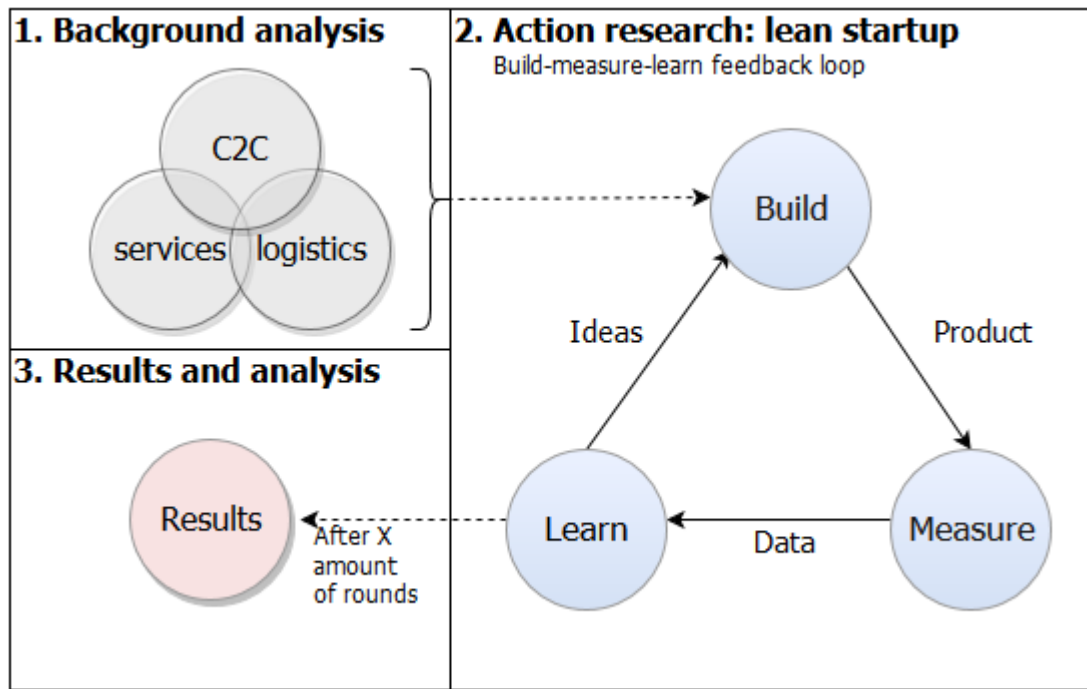 1. Background analysis
C2C
services
logistics
2. Action research: lean startup
Build-measure-learn feedback loop
Build
Ideas
Product
Learn
Data
Measure
3. Results and analysis
Results
After X
amount
of rounds